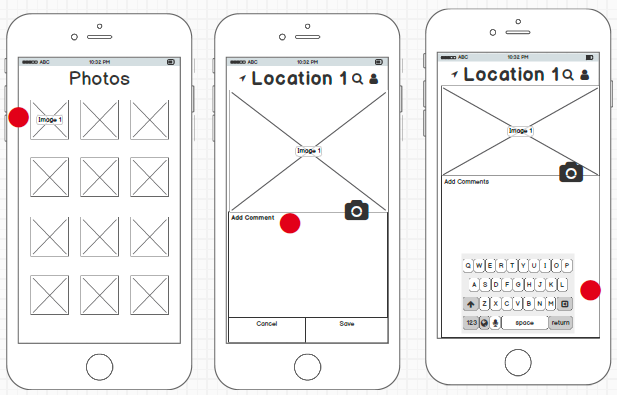 ABC 10:32 PM
Photos
Image 1
ABC 10:32 PM
Location 1
Image 1
Add Comment
Cancel Save
ABC 10:32 PM
Location 1
Image 1
Add Comments
Q W E R T Y U I O P
A S D F G H J K L
Z X C V B N M
123 space return